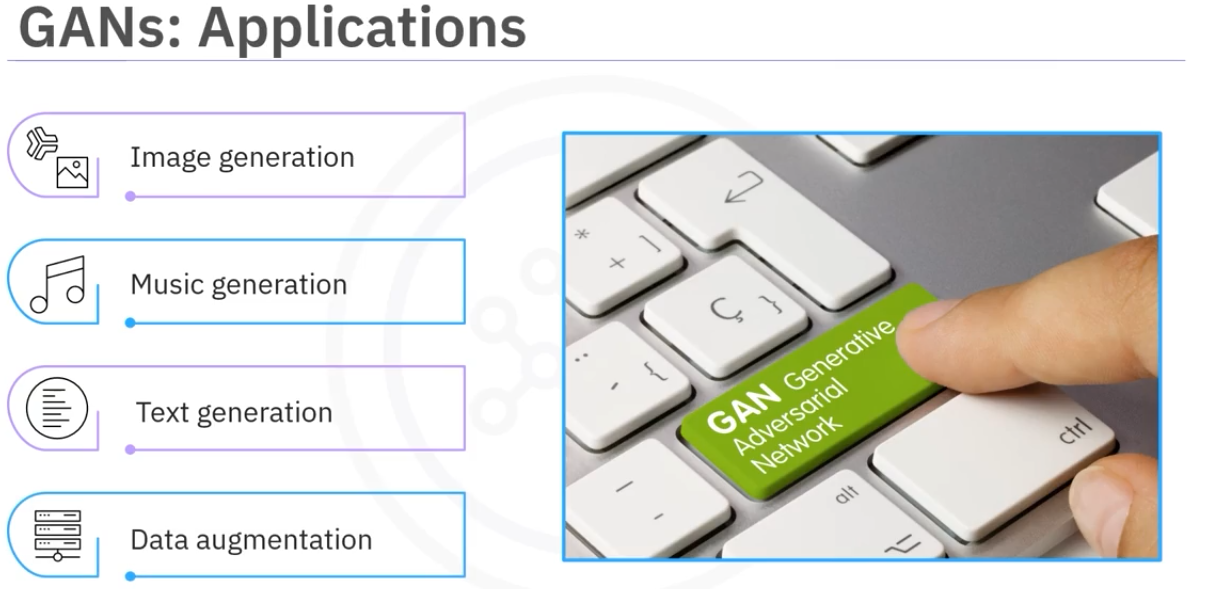 GANs: Applications
Image generation
Music generation
Text generation
Data augmentation
* ]
+
Ç }
¨ {
-
GAN Generative
Adversarial
Network
ctrl
alt
_
-